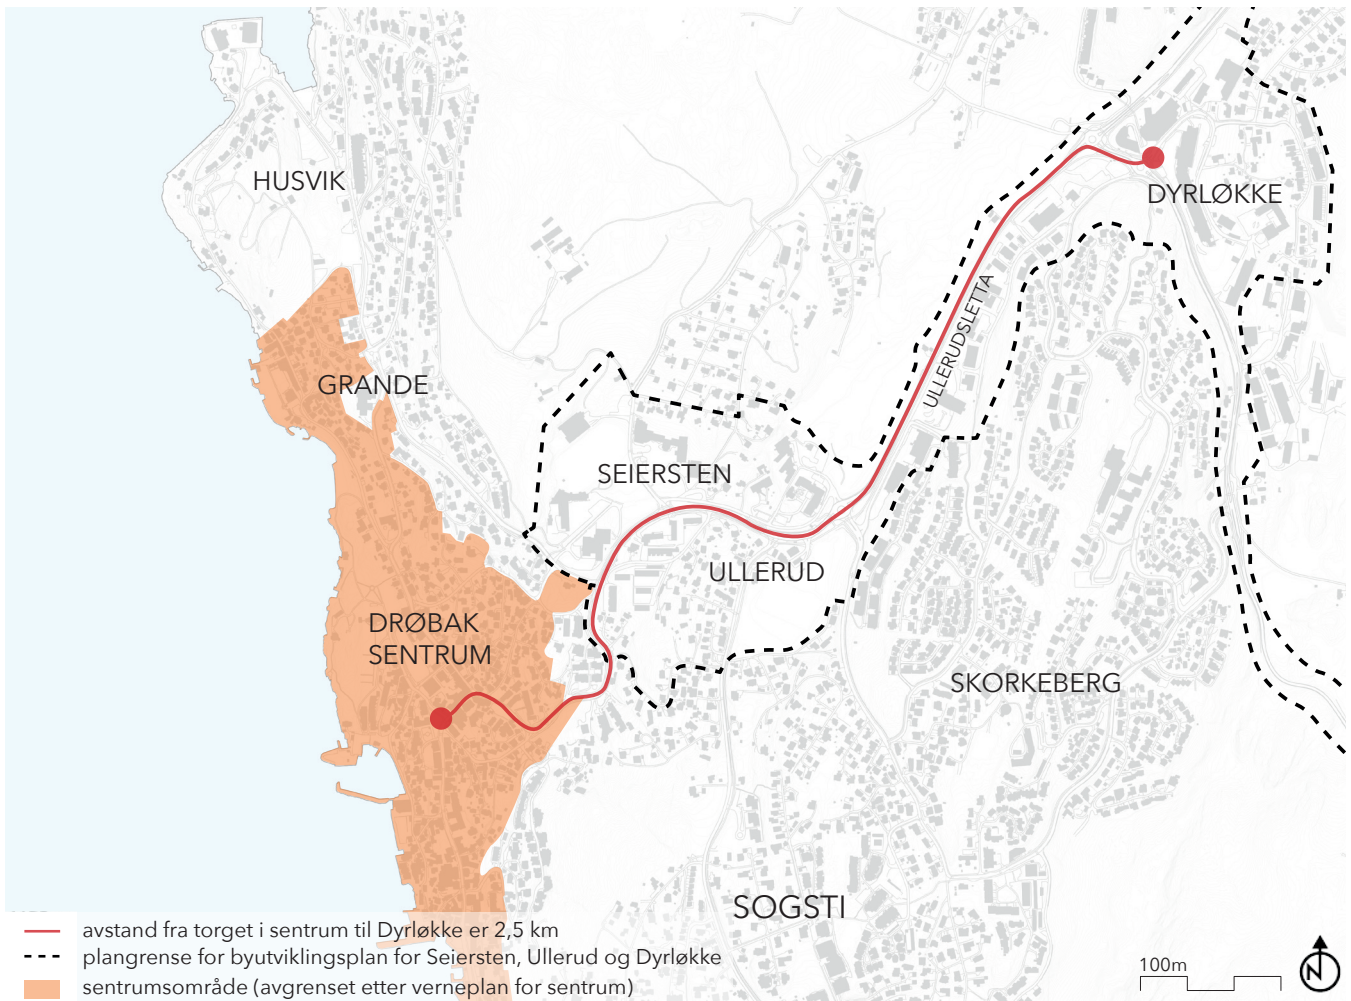 HUSVIK
DYRLØKKE
ULLERUDSLETTA
GRANDE
SEIERSTEN
ULLERUD
DRØBAK
SENTRUM
SKORKEBERG
SOGSTI
avstand fra torget i sentrum til Dyrløkke er 2,5 km
plangrense for byutviklingsplan for Seiersten, Ullerud og Dyrløkke
sentrumsområde (avgrenset etter verneplan for sentrum)
100m
N